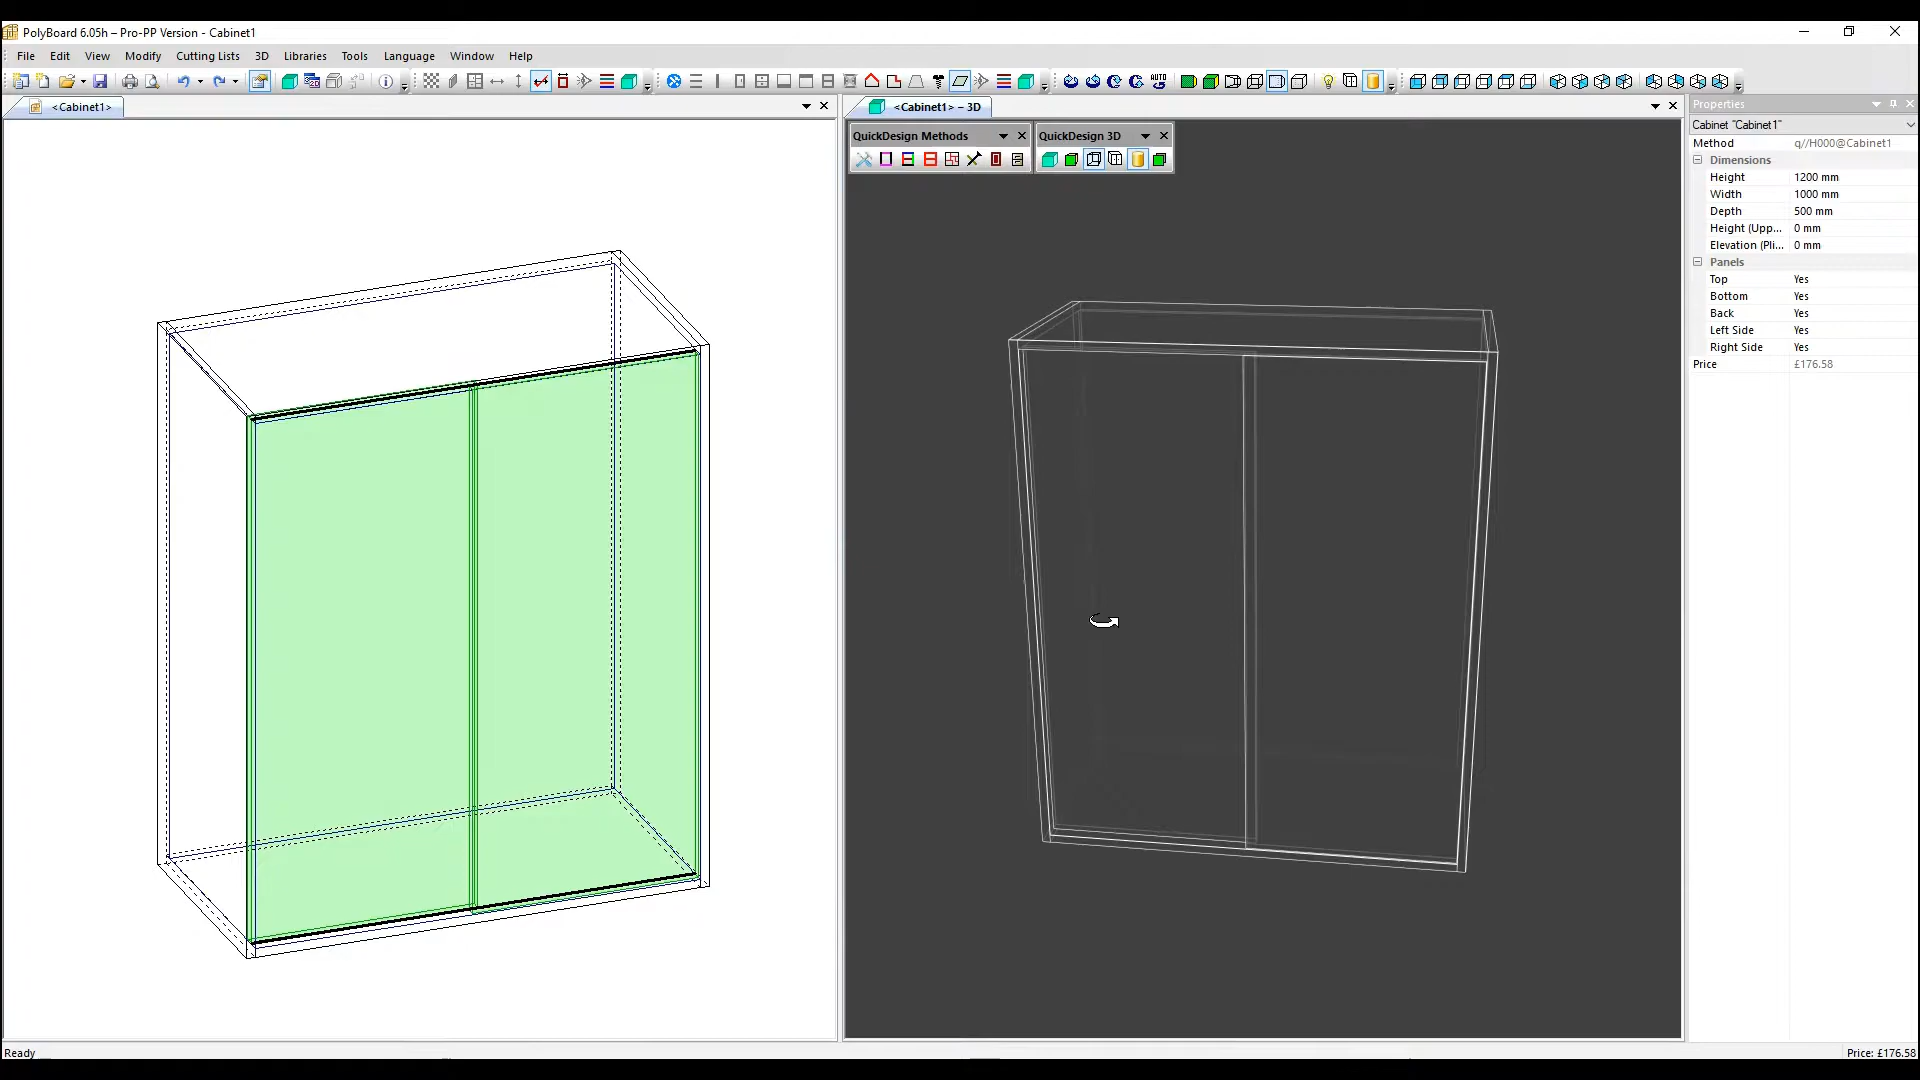 PolyBoard 6.05h – Pro-PP Version - Cabinet1
File Edit View Modify Cutting Lists 3D Libraries Tools Language Window Help
AUTO
<Cabinet1>
<Cabinet1> – 3D
QuickDesign Methods
QuickDesign 3D
Properties
Cabinet "Cabinet1"
Method q//H000@Cabinet1
Dimensions
Height 1200 mm
Width 1000 mm
Depth 500 mm
Height (Upp... 0 mm
Elevation (Pli... 0 mm
Panels
Top Yes
Bottom Yes
Back Yes
Left Side Yes
Right Side Yes
Price £176.58
Ready
Price: £176.58